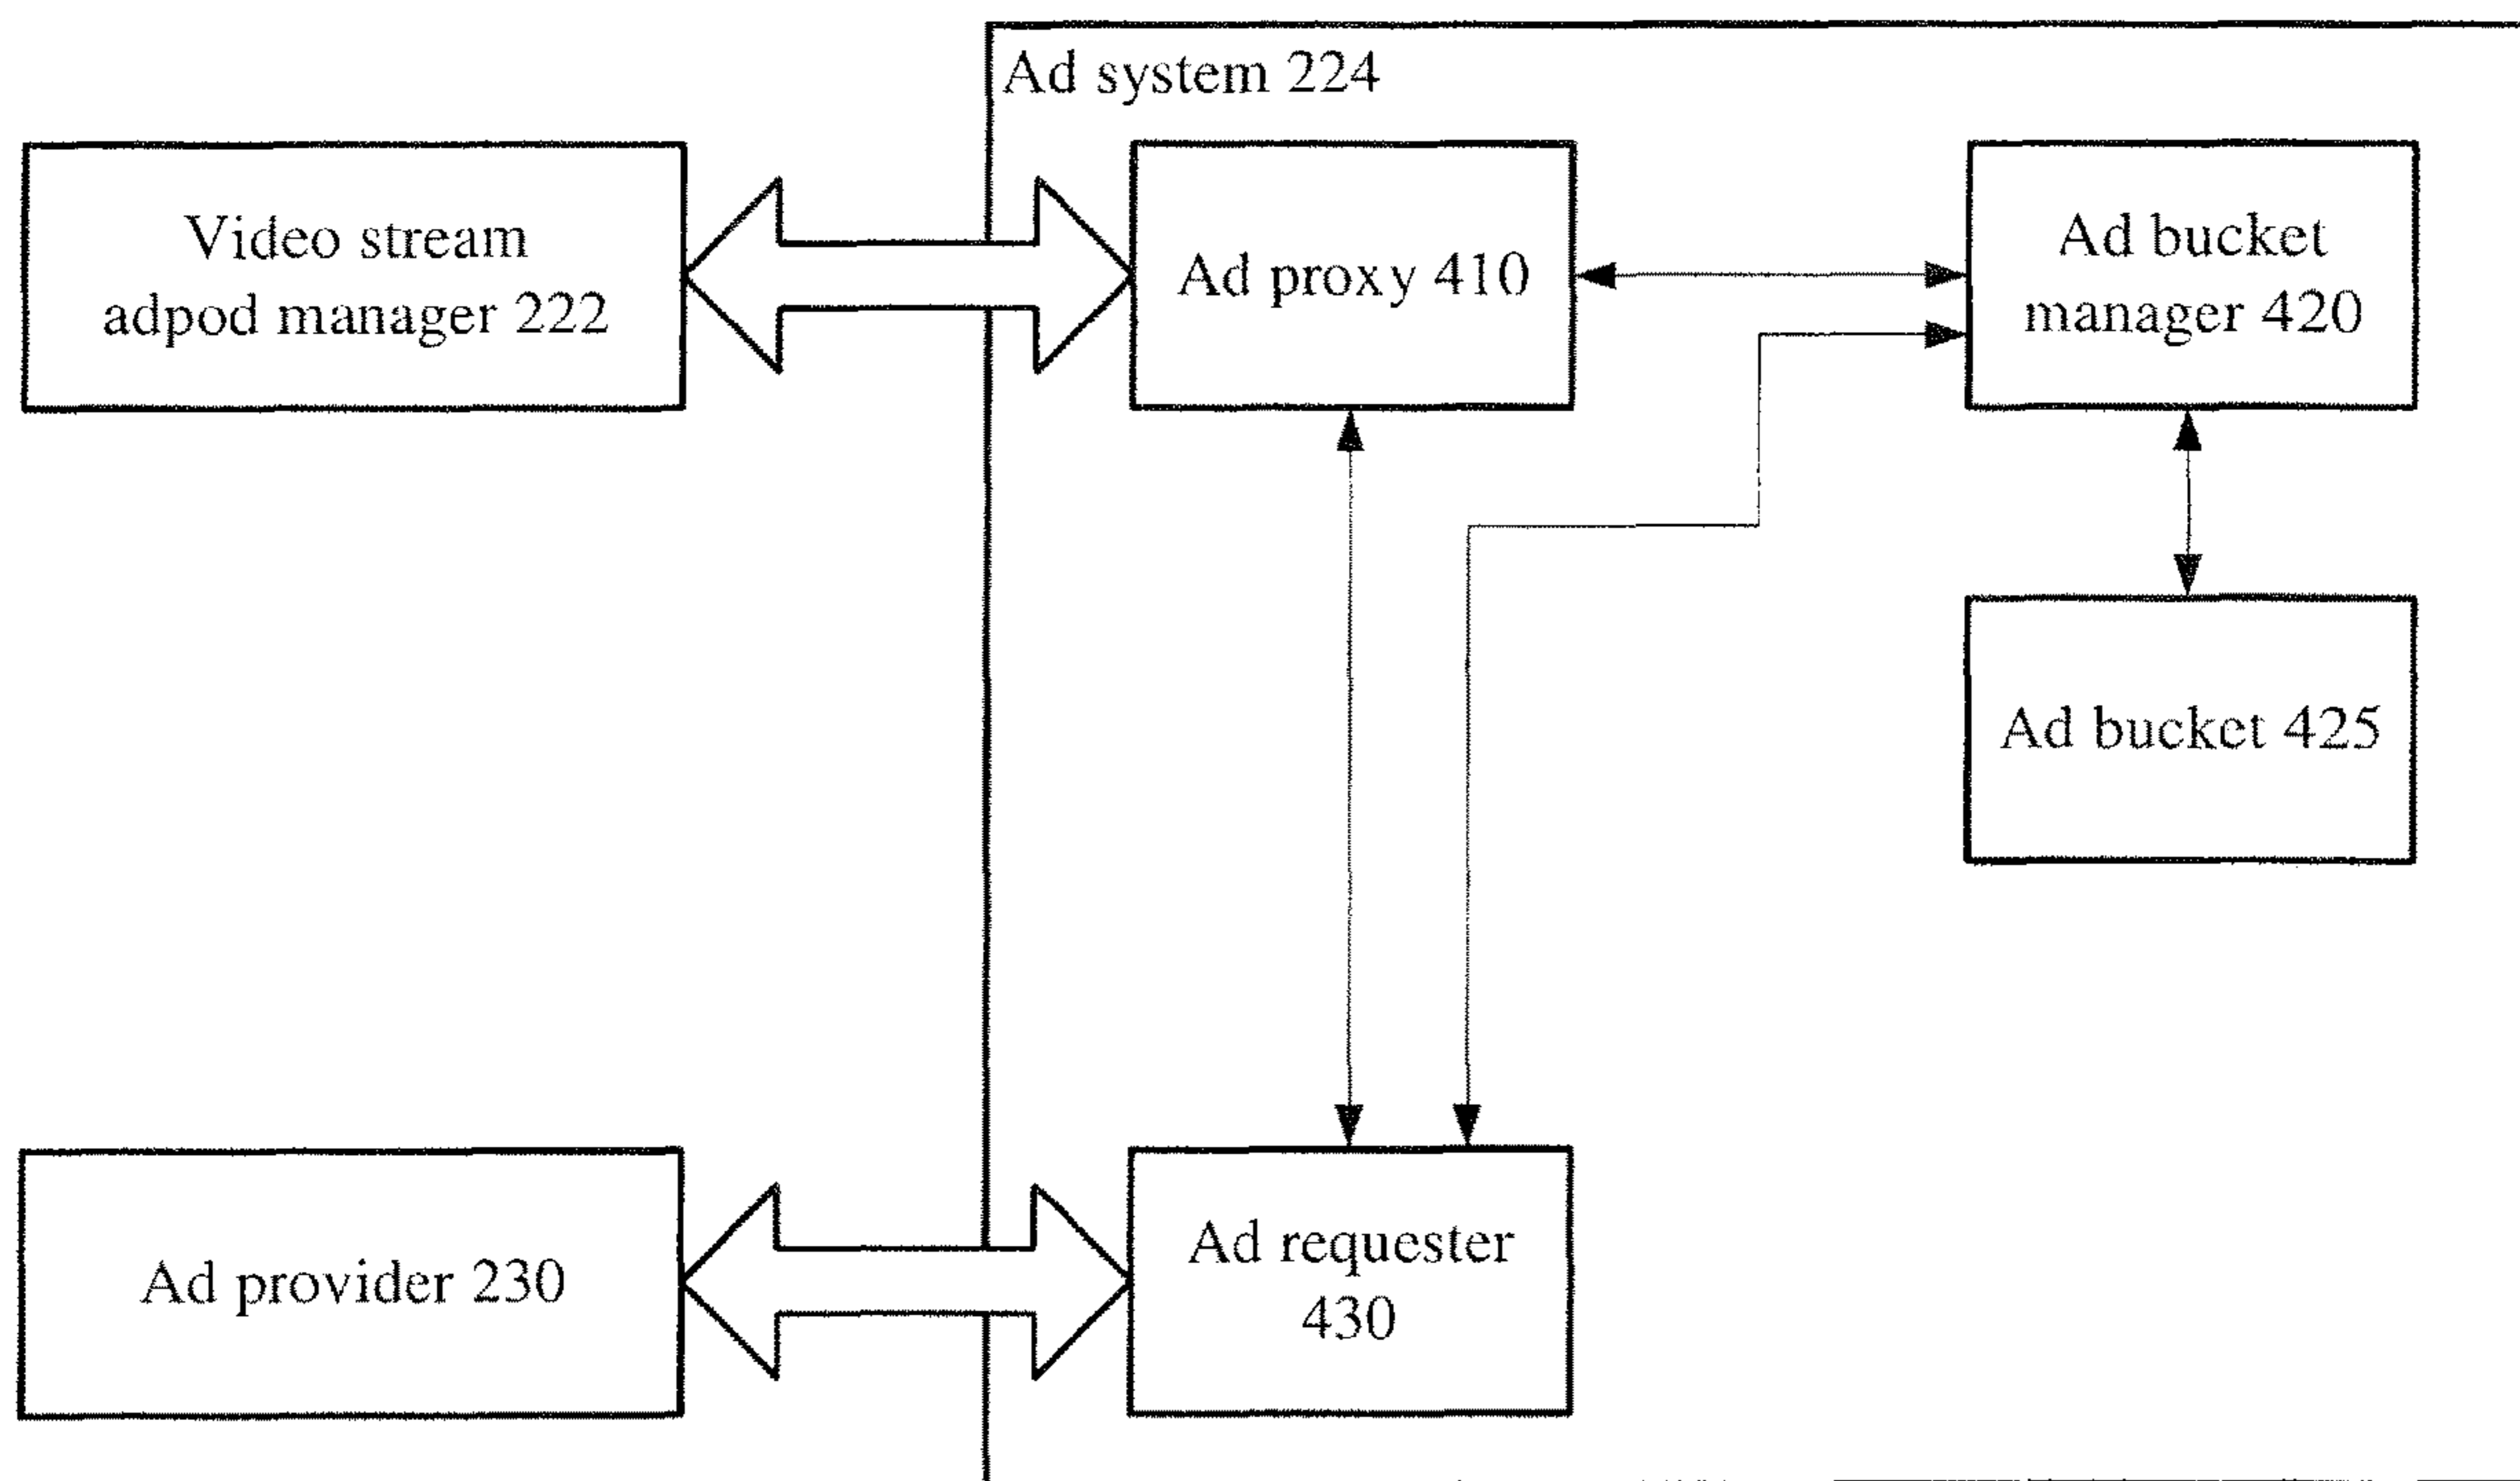 Ad system 224
Video stream
adpod manager 222
Ad proxy 410
Ad bucket
manager 420
Ad bucket 425
Ad provider 230
Ad requester
430